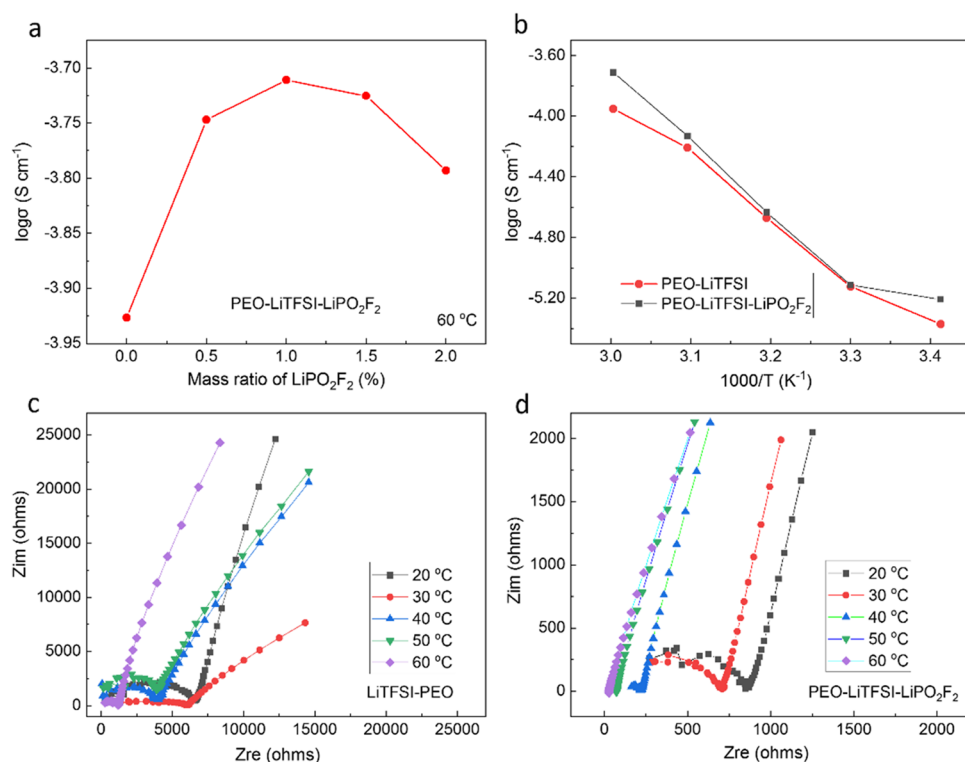 a
-3.70
-3.75
-3.80
-3.85
-3.90
-3.95
logσ (S cm⁻¹)
PEO-LiTFSI-LiPO₂F₂
60 ºC
0.0 0.5 1.0 1.5 2.0
Mass ratio of LiPO₂F₂ (%)
b
-3.60
-4.00
-4.40
-4.80
-5.20
logσ (S cm⁻¹)
PEO-LiTFSI
PEO-LiTFSI-LiPO₂F₂
3.0 3.1 3.2 3.3 3.4
1000/T (K⁻¹)
c
25000
20000
15000
10000
5000
0
Zim (ohms)
20 ºC
30 ºC
40 ºC
50 ºC
60 ºC
LiTFSI-PEO
0 5000 10000 15000 20000 25000
Zre (ohms)
d
2000
1500
1000
500
250
0
Zim (ohms)
20 ºC
30 ºC
40 ºC
50 ºC
60 ºC
PEO-LiTFSI-LiPO₂F₂
0 500 1000 1500 2000
Zre (ohms)